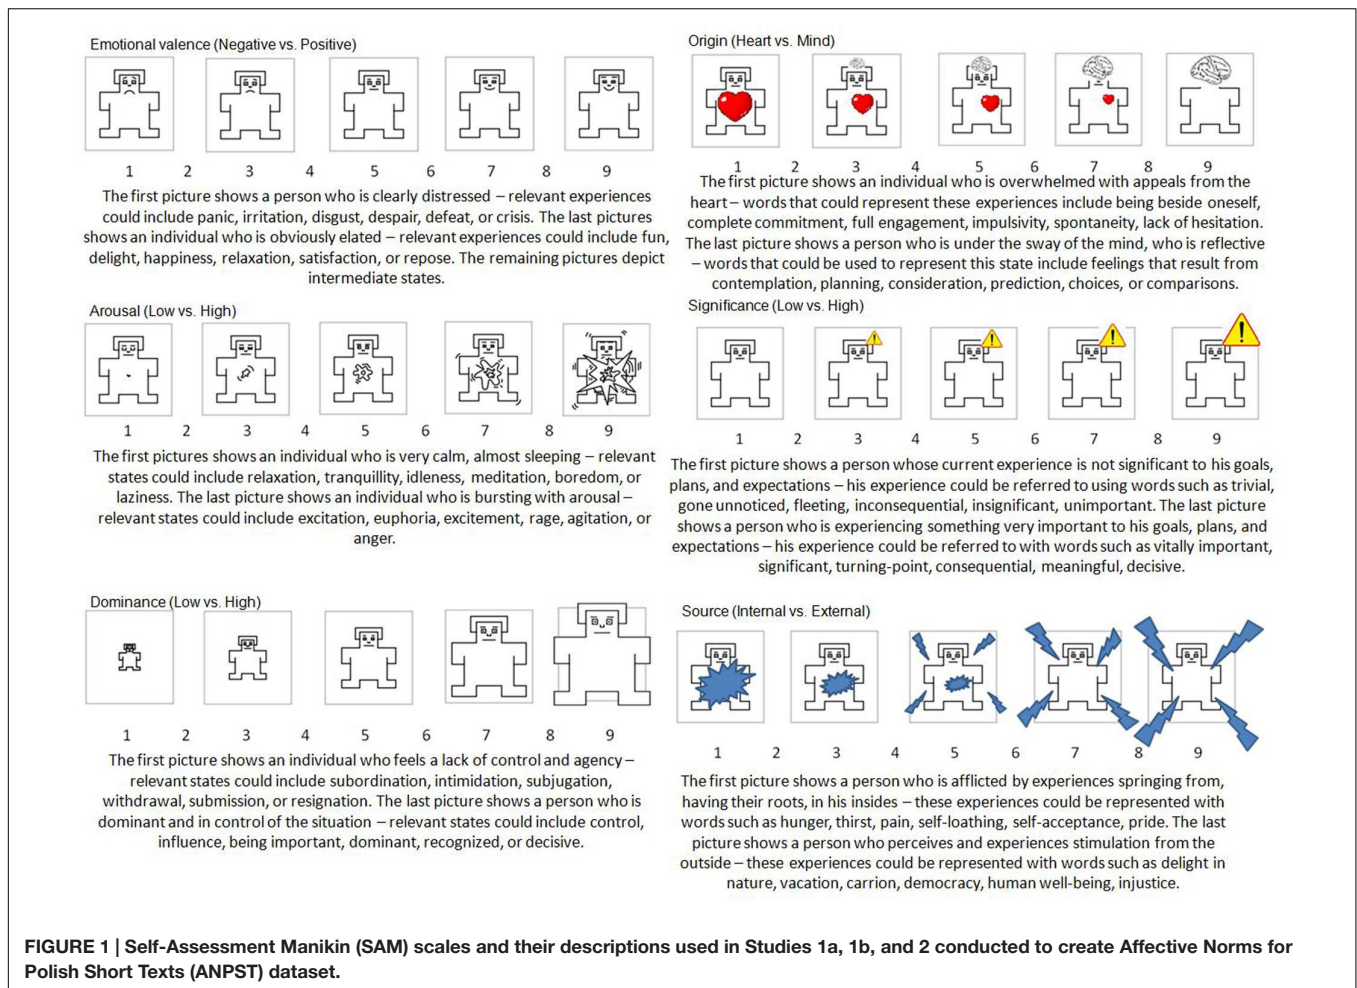 Emotional valence (Negative vs. Positive)
1 2 3 4 5 6 7 8 9
The first picture shows a person who is clearly distressed – relevant experiences
could include panic, irritation, disgust, despair, defeat, or crisis. The last pictures
shows an individual who is obviously elated – relevant experiences could include fun,
delight, happiness, relaxation, satisfaction, or repose. The remaining pictures depict
intermediate states.
Origin (Heart vs. Mind)
1 2 3 4 5 6 7 8 9
The first picture shows an individual who is overwhelmed with appeals from the
heart – words that could represent these experiences include being beside oneself,
complete commitment, full engagement, impulsivity, spontaneity, lack of hesitation.
The last picture shows a person who is under the sway of the mind, who is reflective
– words that could be used to represent this state include feelings that result from
contemplation, planning, consideration, prediction, choices, or comparisons.
Arousal (Low vs. High)
1 2 3 4 5 6 7 8 9
The first pictures shows an individual who is very calm, almost sleeping – relevant
states could include relaxation, tranquillity, idleness, meditation, boredom, or
laziness. The last picture shows an individual who is bursting with arousal –
relevant states could include excitation, euphoria, excitement, rage, agitation, or
anger.
Significance (Low vs. High)
! ! ! !
1 2 3 4 5 6 7 8 9
The first picture shows a person whose current experience is not significant to his goals,
plans, and expectations – his experience could be referred to using words such as trivial,
gone unnoticed, fleeting, inconsequential, insignificant, unimportant. The last picture
shows a person who is experiencing something very important to his goals, plans, and
expectations – his experience could be referred to with words such as vitally important,
significant, turning-point, consequential, meaningful, decisive.
Dominance (Low vs. High)
1 2 3 4 5 6 7 8 9
The first picture shows an individual who feels a lack of control and agency –
relevant states could include subordination, intimidation, subjugation,
withdrawal, submission, or resignation. The last picture shows a person who is
dominant and in control of the situation – relevant states could include control,
influence, being important, dominant, recognized, or decisive.
Source (Internal vs. External)
1 2 3 4 5 6 7 8 9
The first picture shows a person who is afflicted by experiences springing from,
having their roots, in his insides – these experiences could be represented with
words such as hunger, thirst, pain, self-loathing, self-acceptance, pride. The last
picture shows a person who perceives and experiences stimulation from the
outside – these experiences could be represented with words such as delight in
nature, vacation, carrion, democracy, human well-being, injustice.
FIGURE 1 | Self-Assessment Manikin (SAM) scales and their descriptions used in Studies 1a, 1b, and 2 conducted to create Affective Norms for
Polish Short Texts (ANPST) dataset.